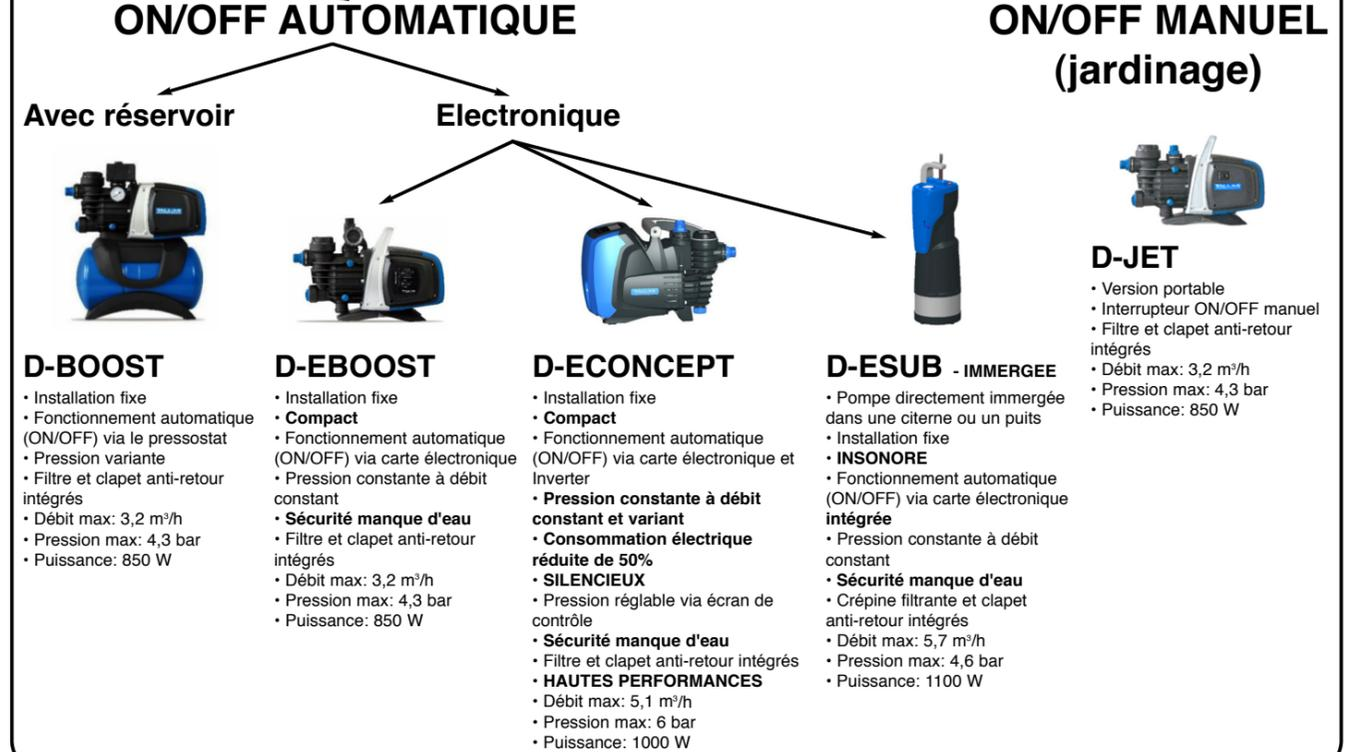 ON/OFF AUTOMATIQUE
ON/OFF MANUEL
(jardinage)
Avec réservoir
Electronique
D-BOOST
• Installation fixe
• Fonctionnement automatique
(ON/OFF) via le pressostat
• Pression variante
• Filtre et clapet anti-retour
intégrés
• Débit max: 3,2 m³/h
• Pression max: 4,3 bar
• Puissance: 850 W
D-EBOOST
• Installation fixe
• Compact
• Fonctionnement automatique
(ON/OFF) via carte électronique
• Pression constante à débit
constant
• Sécurité manque d'eau
• Filtre et clapet anti-retour
intégrés
• Débit max: 3,2 m³/h
• Pression max: 4,3 bar
• Puissance: 850 W
D-ECONCEPT
• Installation fixe
• Compact
• Fonctionnement automatique
(ON/OFF) via carte électronique et
Inverter
• Pression constante à débit
constant et variant
• Consommation électrique
réduite de 50%
• SILENCIEUX
• Pression réglable via écran de
contrôle
• Sécurité manque d'eau
• Filtre et clapet anti-retour intégrés
• HAUTES PERFORMANCES
• Débit max: 5,1 m³/h
• Pression max: 6 bar
• Puissance: 1000 W
D-ESUB - IMMERGEE
• Pompe directement immergée
dans une citerne ou un puits
• Installation fixe
• INSONORE
• Fonctionnement automatique
(ON/OFF) via carte électronique
intégrée
• Pression constante à débit
constant
• Sécurité manque d'eau
• Crépine filtrante et clapet
anti-retour intégrés
• Débit max: 5,7 m³/h
• Pression max: 4,6 bar
• Puissance: 1100 W
D-JET
• Version portable
• Interrupteur ON/OFF manuel
• Filtre et clapet anti-retour
intégrés
• Débit max: 3,2 m³/h
• Pression max: 4,3 bar
• Puissance: 850 W